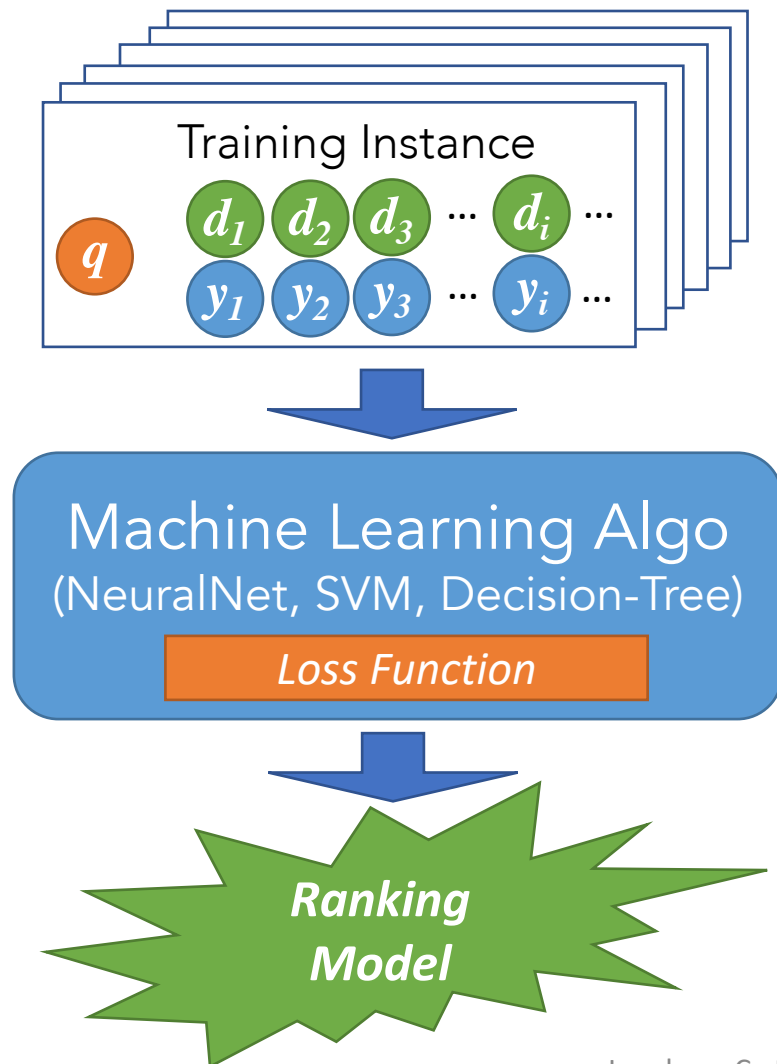 Training Instance
d1 d2 d3 ... di ...
q
y1 y2 y3 ... yi ...
Machine Learning Algo
(NeuralNet, SVM, Decision-Tree)
Loss Function
Ranking
Model